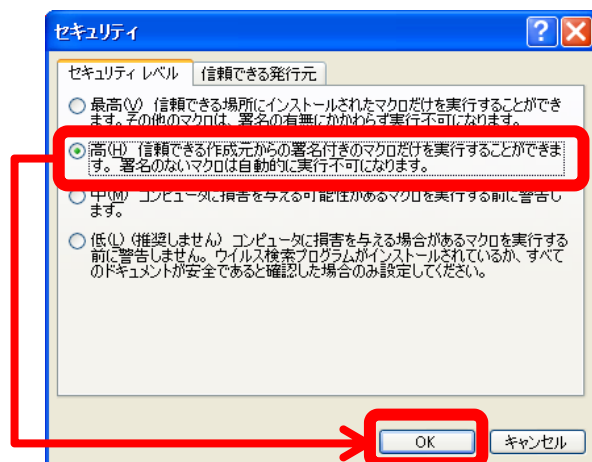 セキュリティ
セキュリティ レベル
信頼できる発行元
最高(V) 信頼できる場所にインストールされたマクロだけを実行することができ
ます。その他のマクロは、署名の有無にかかわらず実行不可になります。
高(H) 信頼できる作成元からの署名付きのマクロだけを実行することができま
す。署名のないマクロは自動的に実行不可になります。
中(M) コンピュータに損害を与える可能性があるマクロを実行する前に警告し
ます。
低(L) (推奨しません) コンピュータに損害を与える場合があるマクロを実行する
前に警告しません。ウイルス検索プログラムがインストールされているか、すべて
のドキュメントが安全であると確認した場合のみ設定してください。
OK
キャンセル